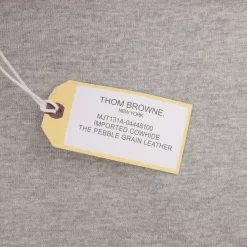 THOM BROWNE.
NEW YORK
MJT131A-04448100
IMPORTED COWHIDE
THE PEBBLE GRAIN LEATHER